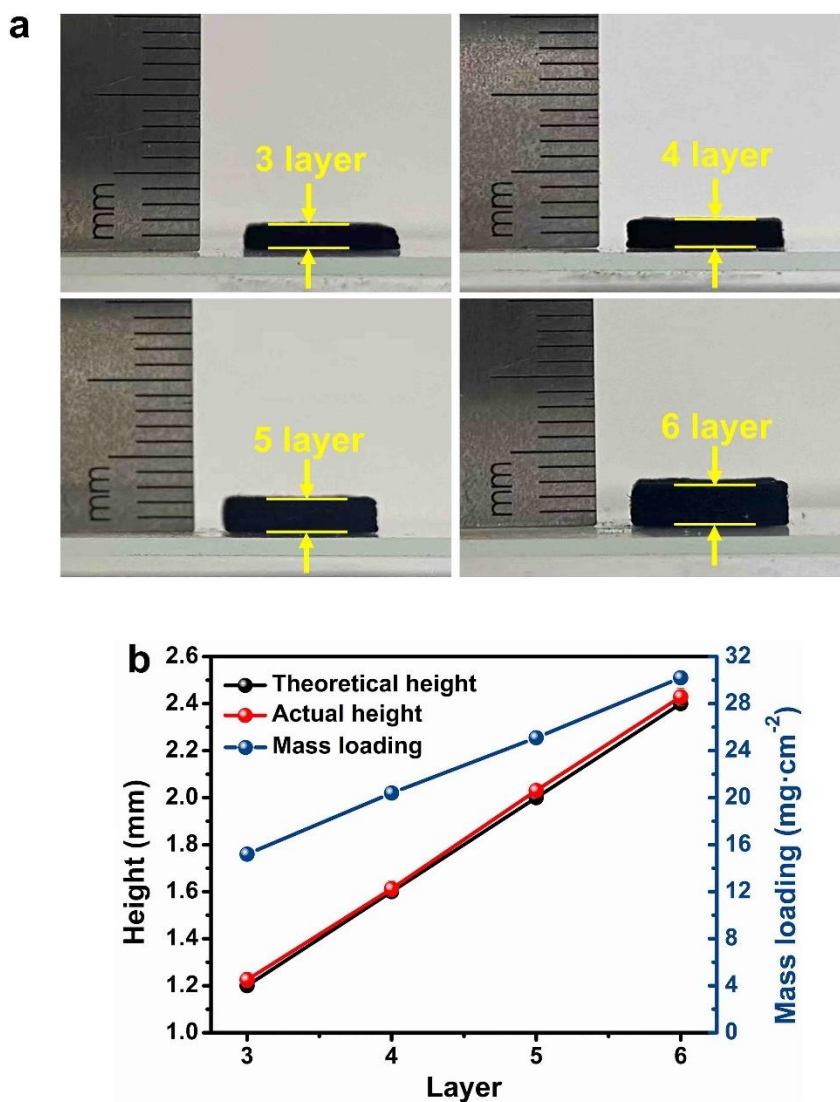 a
3 layer
mm
4 layer
mm
5 layer
mm
6 layer
mm
b
2.6
2.4
2.2
2.0
1.8
1.6
1.4
1.2
1.0
Height (mm)
Theoretical height
Actual height
Mass loading
32
28
24
20
16
12
8
4
0
Mass loading (mg·cm⁻²)
3 4 5 6
Layer